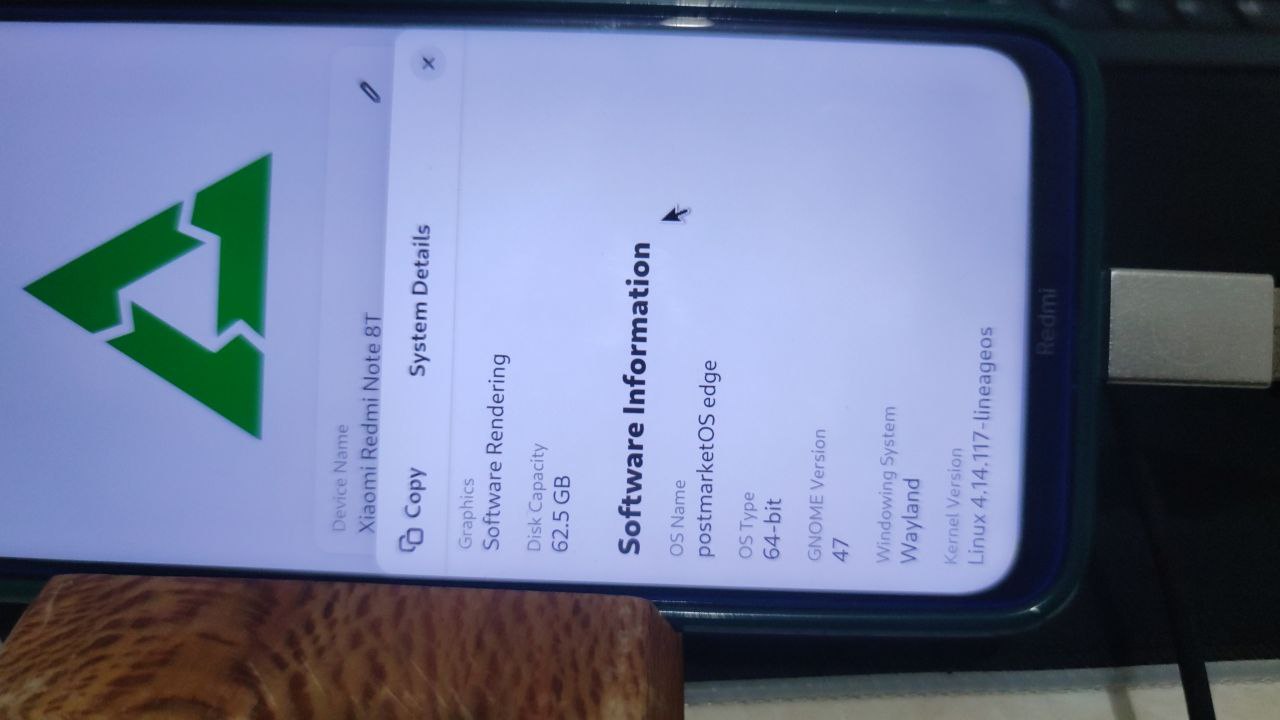 Device Name
Xiaomi Redmi Note 8T
Copy
System Details
Graphics
Software Rendering
Disk Capacity
62.5 GB
Software Information
OS Name
postmarketOS edge
OS Type
64-bit
GNOME Version
47
Windowing System
Wayland
Kernel Version
Linux 4.14.117-lineageos
Redmi